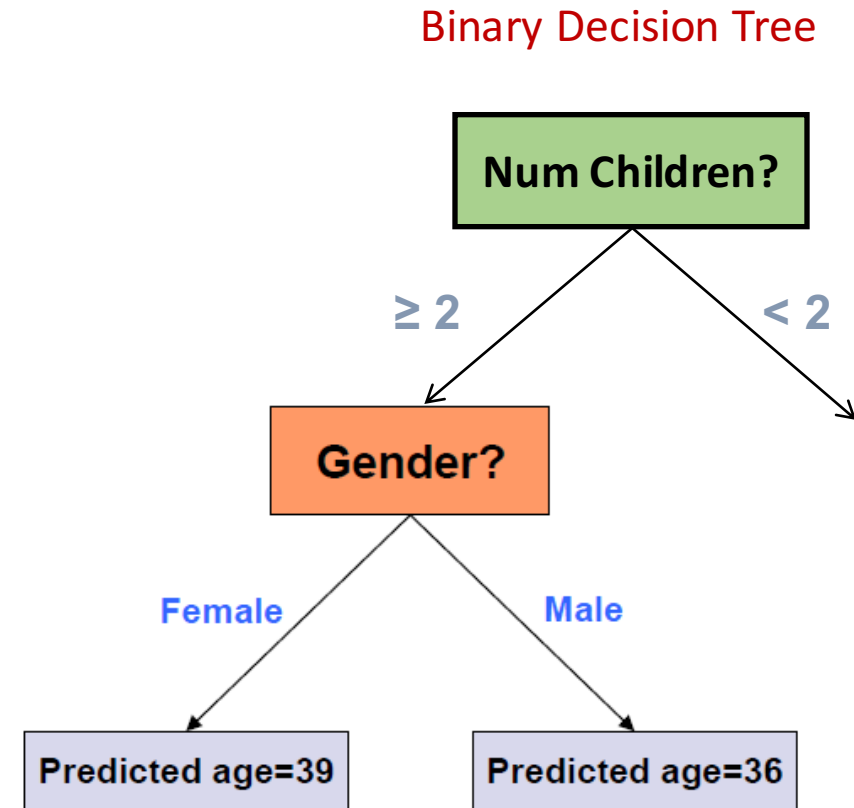 Binary Decision Tree
Num Children?
≥ 2
< 2
Gender?
Female
Male
Predicted age=39
Predicted age=36